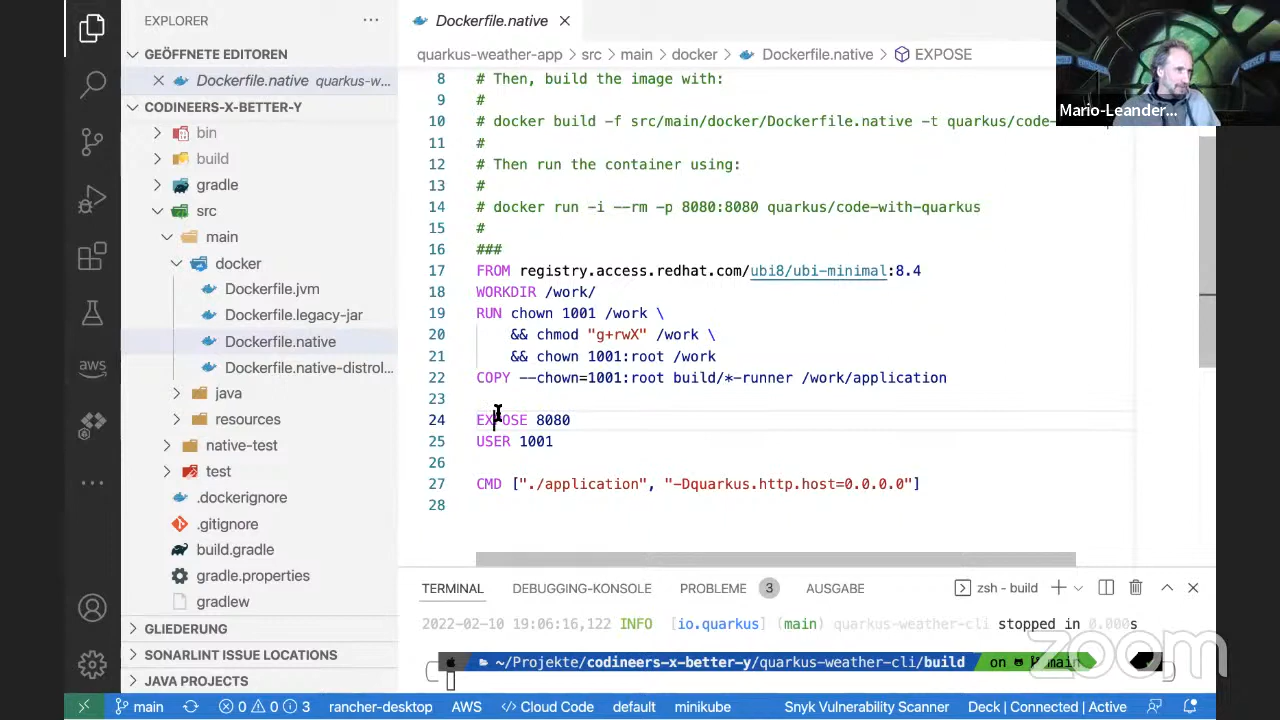 EXPLORER
GEÖFFNETE EDITOREN
Dockerfile.native quarkus-w...
CODINEERS-X-BETTER-Y
bin
build
gradle
src
main
docker
Dockerfile.jvm
Dockerfile.legacy-jar
Dockerfile.native
Dockerfile.native-distrol...
java
resources
native-test
test
.dockerignore
.gitignore
build.gradle
gradle.properties
gradlew
GLIEDERUNG
SONARLINT ISSUE LOCATIONS
JAVA PROJECTS
aws
Dockerfile.native
quarkus-weather-app > src > main > docker > Dockerfile.native > EXPOSE
8 # Then, build the image with:
9 #
10 # docker build -f src/main/docker/Dockerfile.native -t quarkus/code-
11 #
12 # Then run the container using:
13 #
14 # docker run -i --rm -p 8080:8080 quarkus/code-with-quarkus
15 #
16 ###
17 FROM registry.access.redhat.com/ubi8/ubi-minimal:8.4
18 WORKDIR /work/
19 RUN chown 1001 /work \
20 && chmod "g+rwX" /work \
21 && chown 1001:root /work
22 COPY --chown=1001:root build/*-runner /work/application
23
24 EXPOSE 8080
25 USER 1001
26
27 CMD ["./application", "-Dquarkus.http.host=0.0.0.0"]
28
Mario-Leander...
TERMINAL DEBUGGING-KONSOLE PROBLEME 3 AUSGABE zsh - build
2022-02-10 19:06:16,122 INFO [io.quarkus] (main) quarkus-weather-cli stopped in 0.000s
~/Projekte/codineers-x-better-y/quarkus-weather-cli/build on main
zoom
main 0 0 3 rancher-desktop AWS Cloud Code default minikube Snyk Vulnerability Scanner Deck | Connected | Active